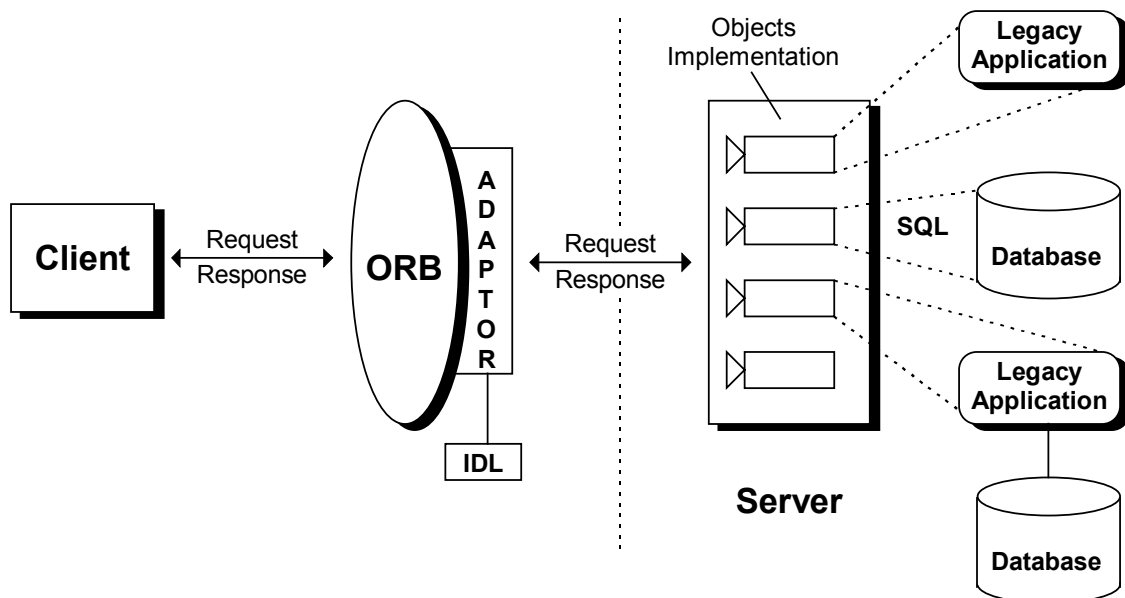 Client
Request
Response
ORB
A
D
A
P
T
O
R
IDL
Request
Response
Objects
Implementation
Server
SQL
Legacy
Application
Database
Legacy
Application
Database